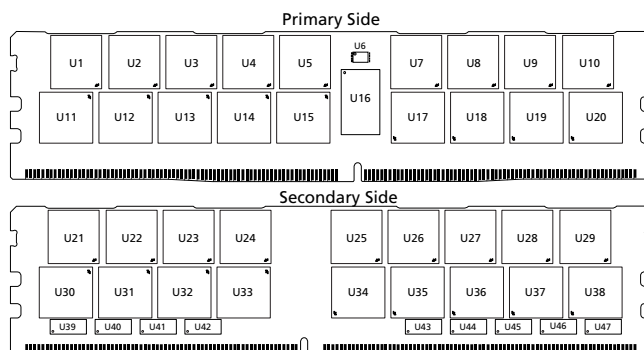 Primary Side
U6
U1 U2 U3 U4 U5 U7 U8 U9 U10
U16
U11 U12 U13 U14 U15 U17 U18 U19 U20
Secondary Side
U21 U22 U23 U24 U25 U26 U27 U28 U29
U30 U31 U32 U33 U34 U35 U36 U37 U38
U39 U40 U41 U42 U43 U44 U45 U46 U47